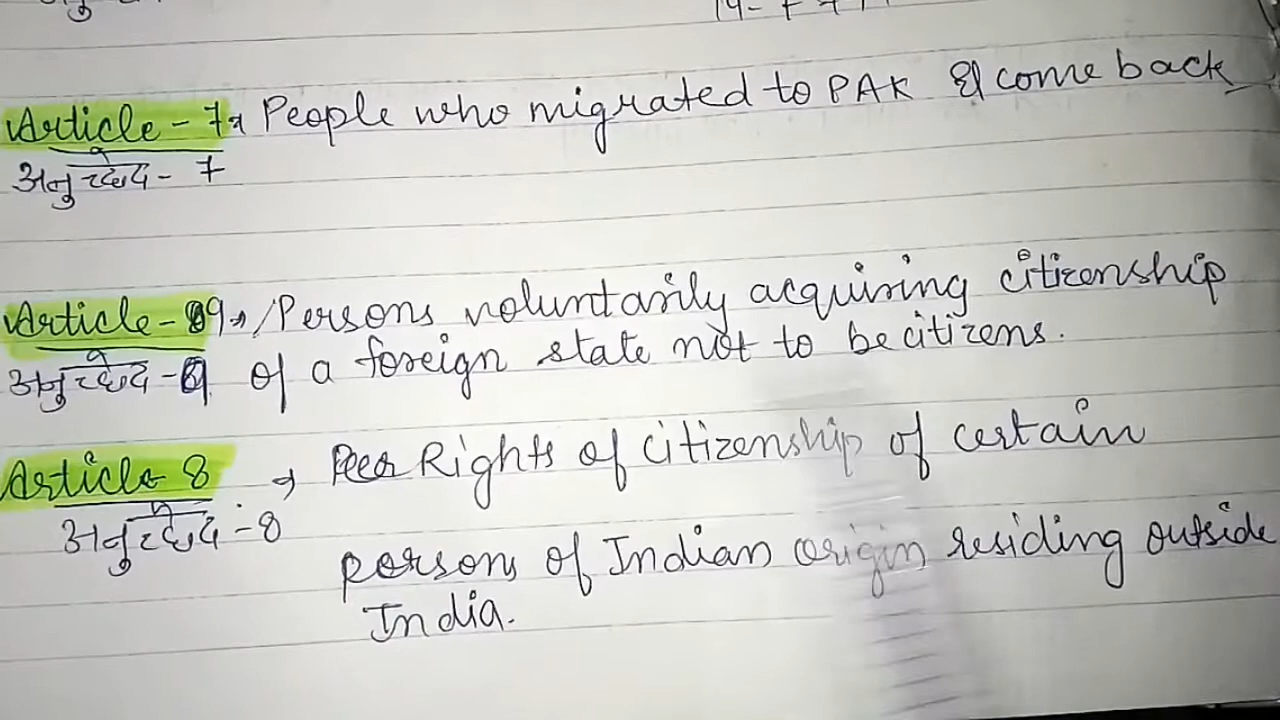 Article - 7 → People who migrated to PAK & come back
अनुच्छेद - 7
Article - 9 → Persons voluntarily acquiring citizenship
अनुच्छेद - 9 of a foreign state not to be citizens.
Article 8 → Rights of citizenship of certain
अनुच्छेद - 8
persons of Indian origin residing outside
India.